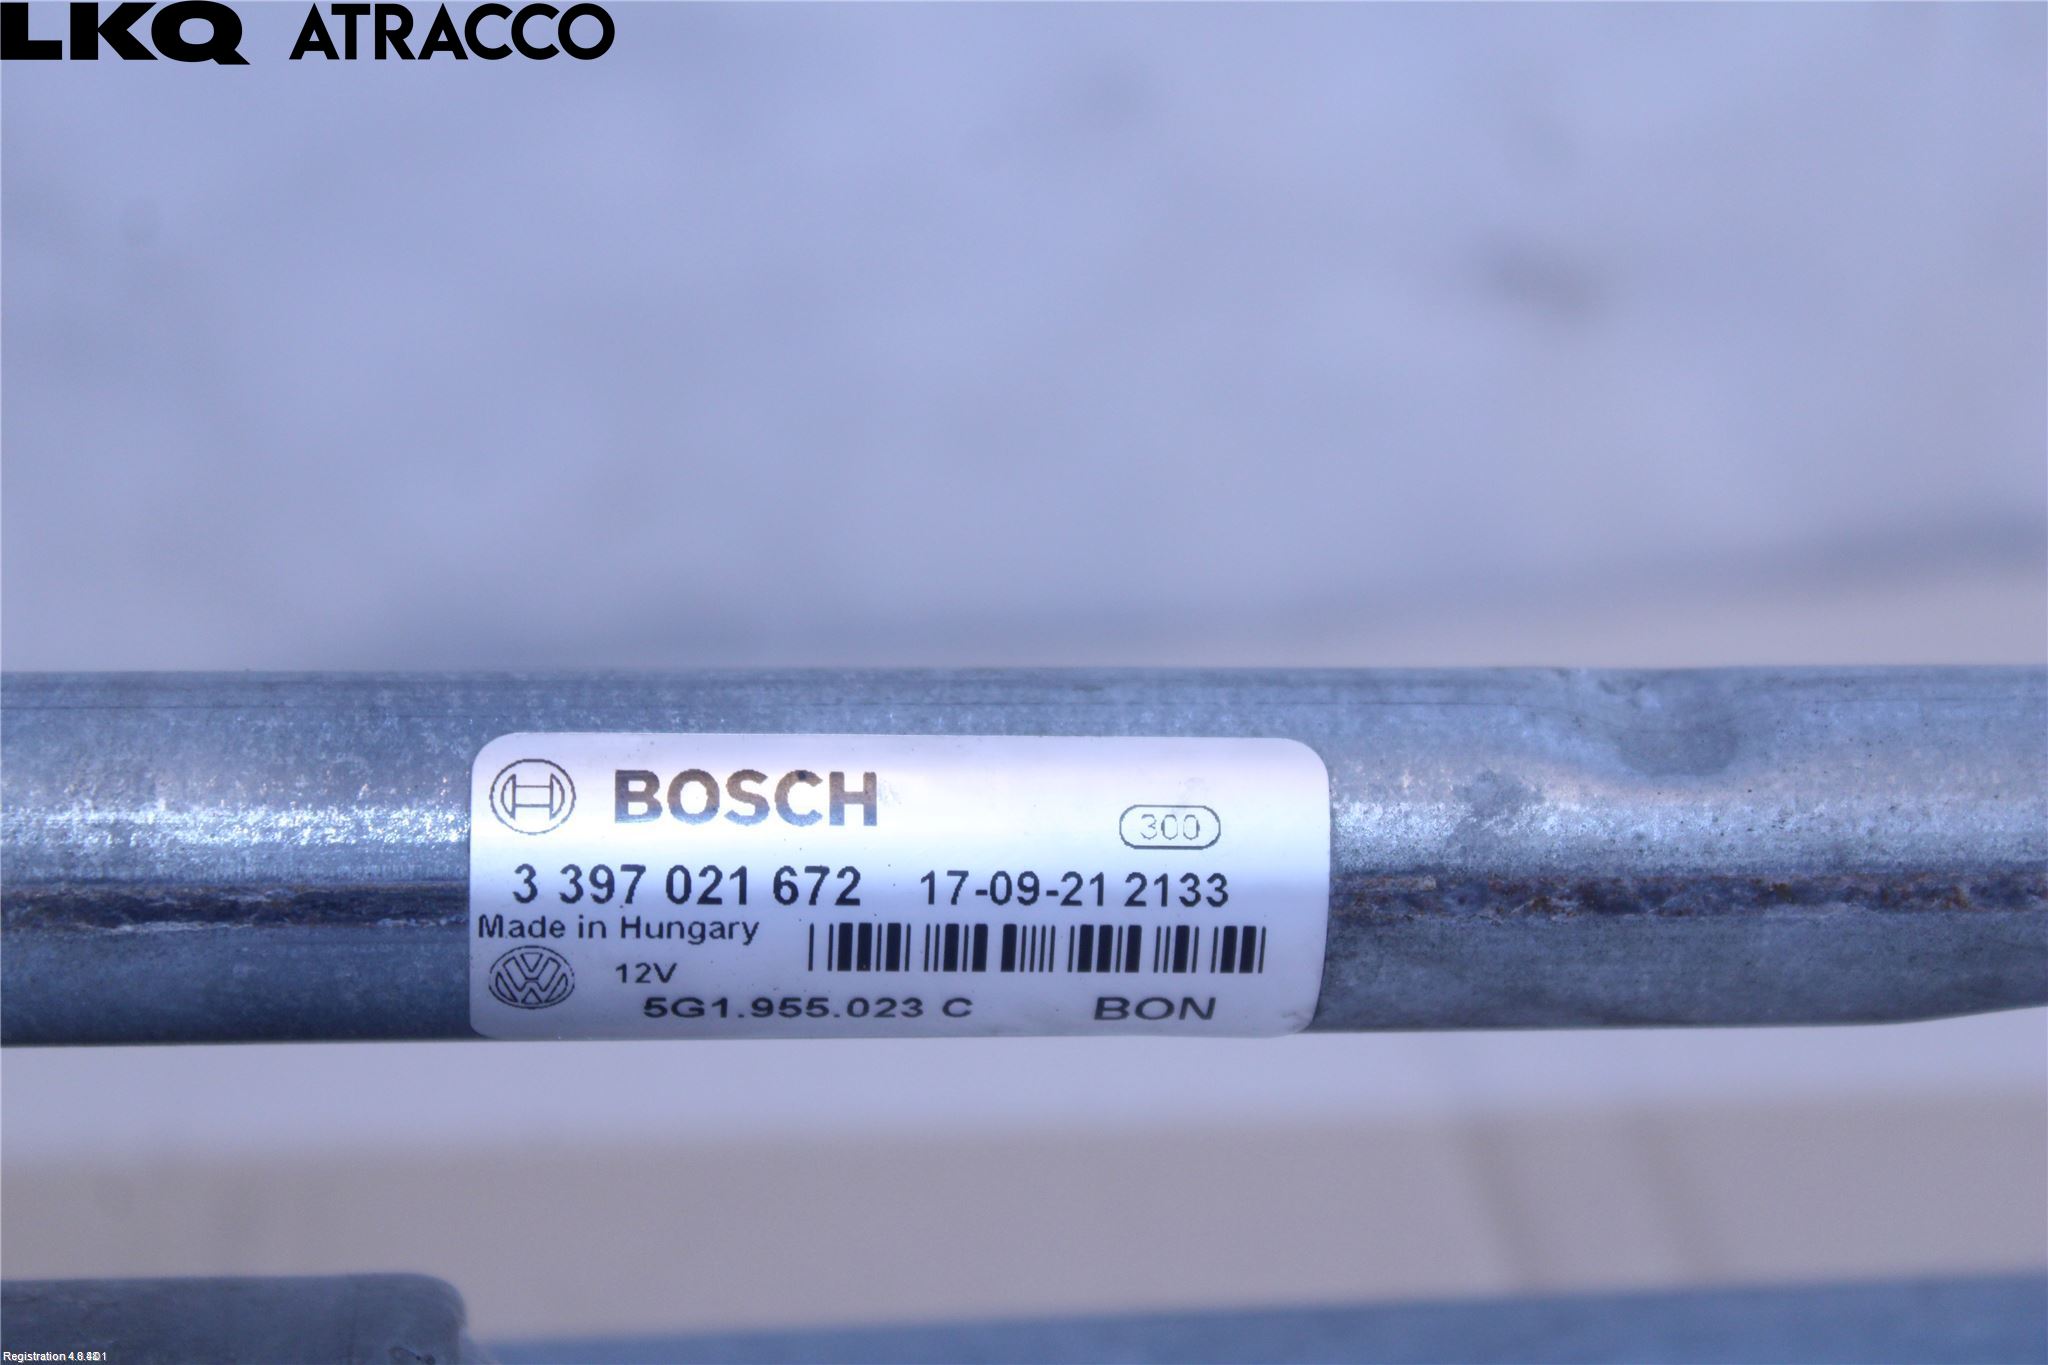 LKQ ATRACCO
BOSCH
300
3 397 021 672 17-09-21 2133
Made in Hungary
12V
5G1.955.023 C BON
Registration